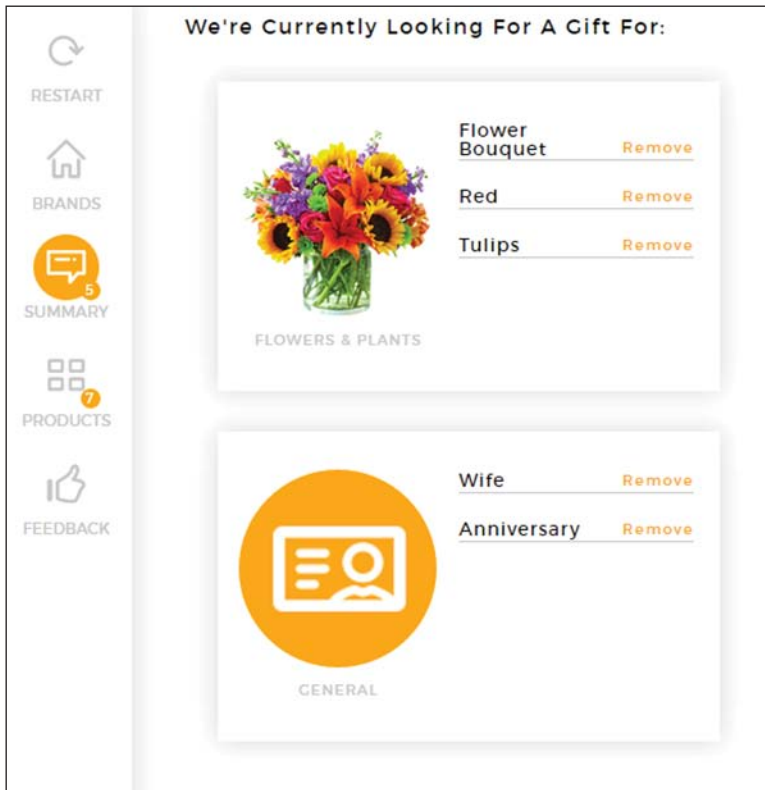 We're Currently Looking For A Gift For:
RESTART
BRANDS
5
SUMMARY
7
PRODUCTS
FEEDBACK
Flower
Bouquet Remove
Red Remove
Tulips Remove
FLOWERS & PLANTS
Wife Remove
Anniversary Remove
GENERAL